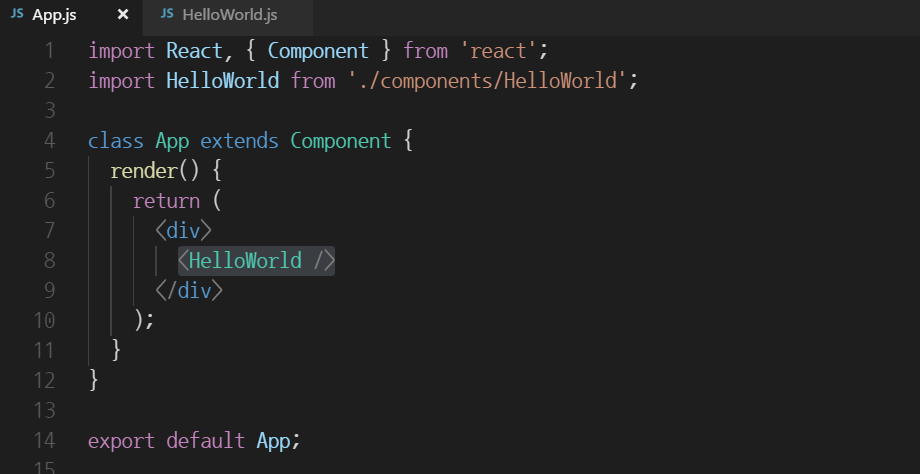 JS App.js × JS HelloWorld.js
1 import React, { Component } from 'react';
2 import HelloWorld from './components/HelloWorld';
3
4 class App extends Component {
5   render() {
6     return (
7       <div>
8         <HelloWorld />
9       </div>
10     );
11   }
12 }
13
14 export default App;
15